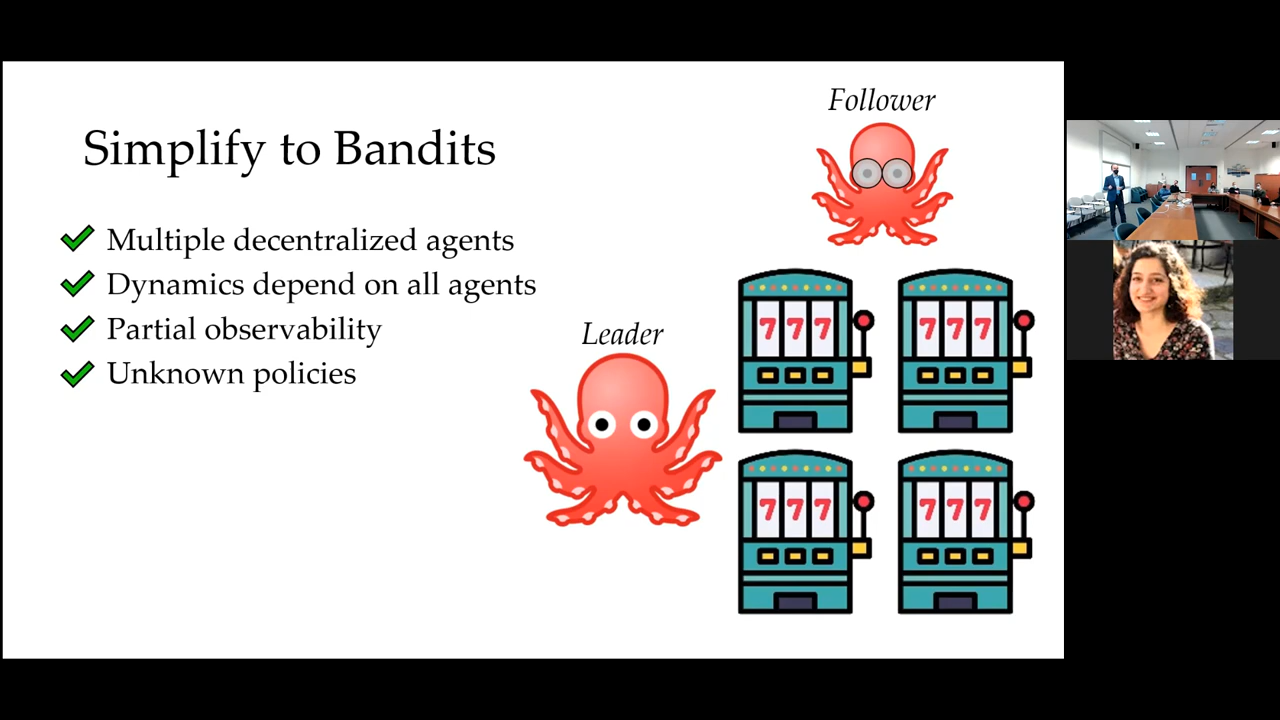 Simplify to Bandits
Multiple decentralized agents
Dynamics depend on all agents
Partial observability
Unknown policies
Follower
Leader
777
777
777
777